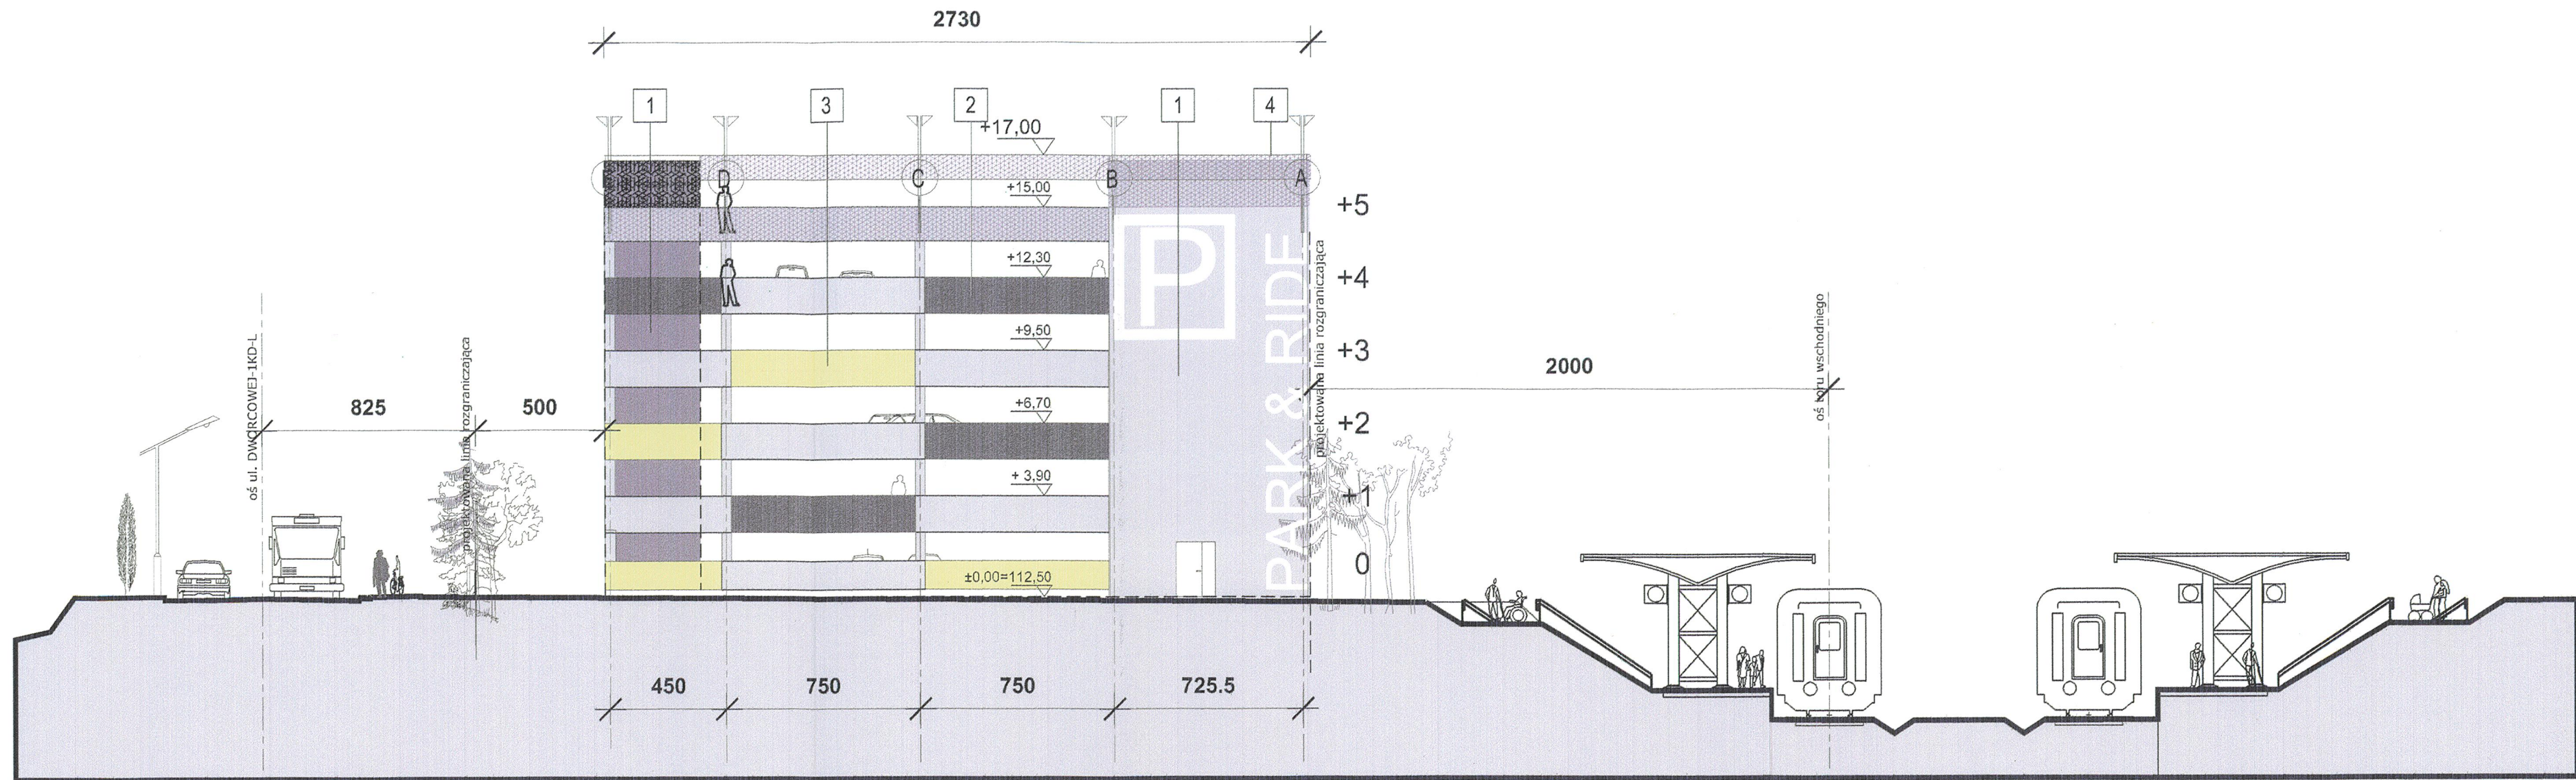 2730
1
3
2
1
4
+17,00
D
C
B
A
+15,00
+5
P
+12,30
+4
+9,50
+3
2000
825
500
+6,70
+2
+ 3,90
+1
0
±0,00=112,50
PARK & RIDE
oś ul. DWORCOWEJ-1KD-L
projektowana linia rozgraniczająca
projektowana linia rozgraniczająca
oś toru wschodniego
450
750
750
725.5